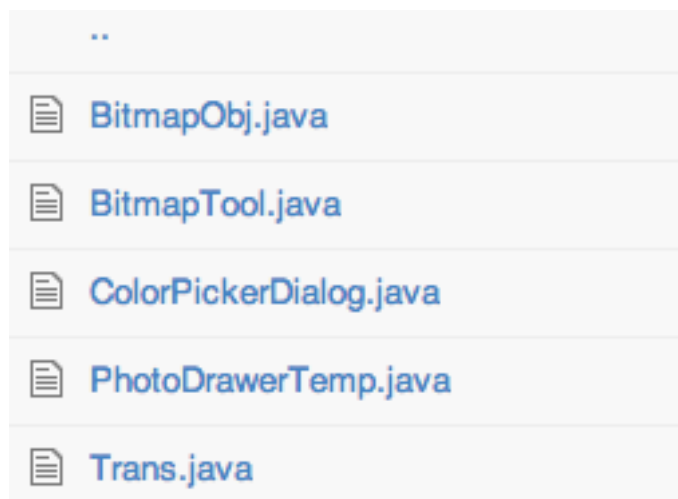 ..
BitmapObj.java
BitmapTool.java
ColorPickerDialog.java
PhotoDrawerTemp.java
Trans.java